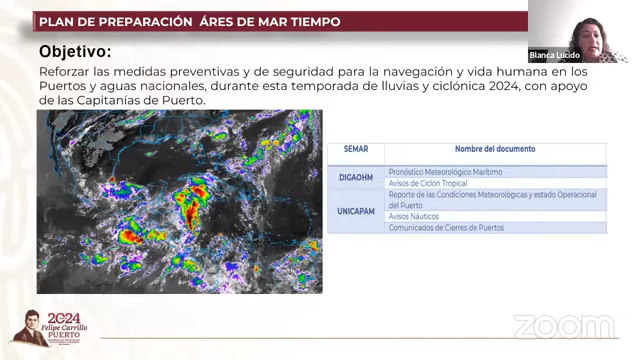 PLAN DE PREPARACIÓN ÁRES DE MAR TIEMPO
Blanca Lucido
Objetivo:
Reforzar las medidas preventivas y de seguridad para la navegación y vida humana en los
Puertos y aguas nacionales, durante esta temporada de lluvias y ciclónica 2024, con apoyo
de las Capitanías de Puerto.
SEMAR Nombre del documento
DIGAOHM Pronóstico Meteorológico Marítimo
Avisos de Ciclón Tropical
UNICAPAM Reporte de las Condiciones Meteorológicas y estado Operacional
del Puerto
Avisos Náuticos
Comunicados de Cierres de Puertos
2024
Felipe Carrillo
PUERTO
zoom